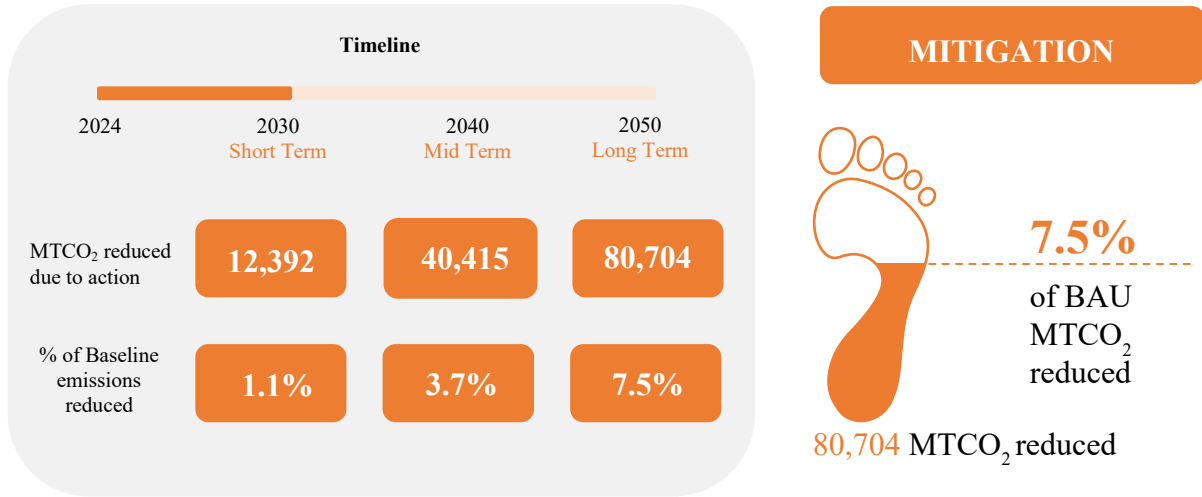 Timeline
2024
2030
Short Term
2040
Mid Term
2050
Long Term
MTCO₂ reduced
due to action
12,392
40,415
80,704
% of Baseline
emissions
reduced
1.1%
3.7%
7.5%
MITIGATION
7.5%
of BAU
MTCO₂
reduced
80,704 MTCO₂ reduced